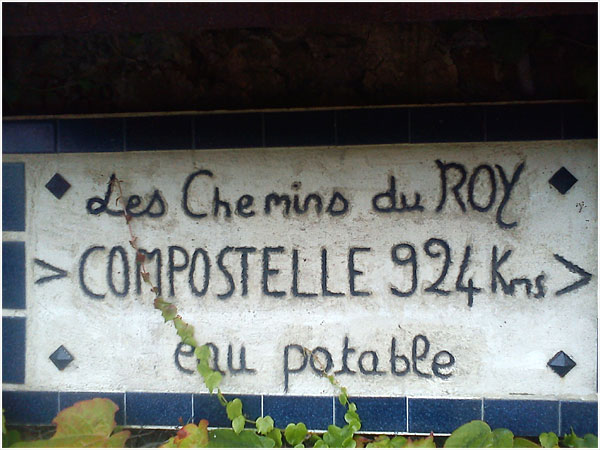 Les Chemins du ROY
> COMPOSTELLE 924 Kms >
eau potable